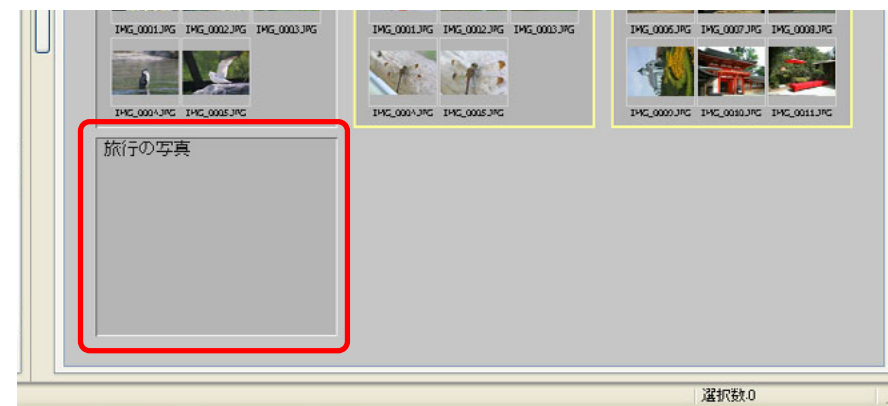 IMG_0001.JPG IMG_0002.JPG IMG_0003.JPG IMG_0001.JPG IMG_0002.JPG IMG_0003.JPG IMG_0006.JPG IMG_0007.JPG IMG_0008.JPG
IMG_0004.JPG IMG_0005.JPG IMG_0004.JPG IMG_0005.JPG IMG_0009.JPG IMG_0010.JPG IMG_0011.JPG
旅行の写真
選択数:0